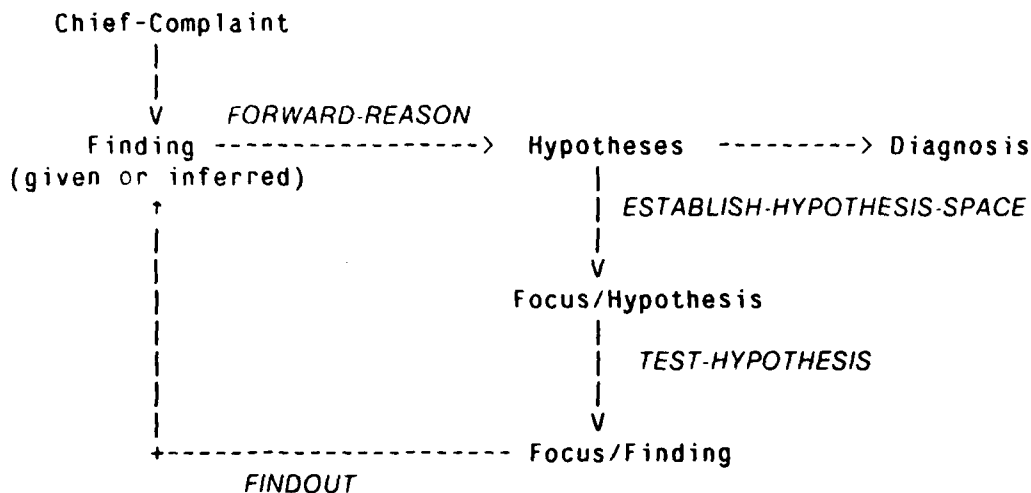 Chief-Complaint
FORWARD-REASON
Finding -----------------> Hypotheses ---------> Diagnosis
(given or inferred)
ESTABLISH-HYPOTHESIS-SPACE
Focus/Hypothesis
TEST-HYPOTHESIS
Focus/Finding
FINDOUT